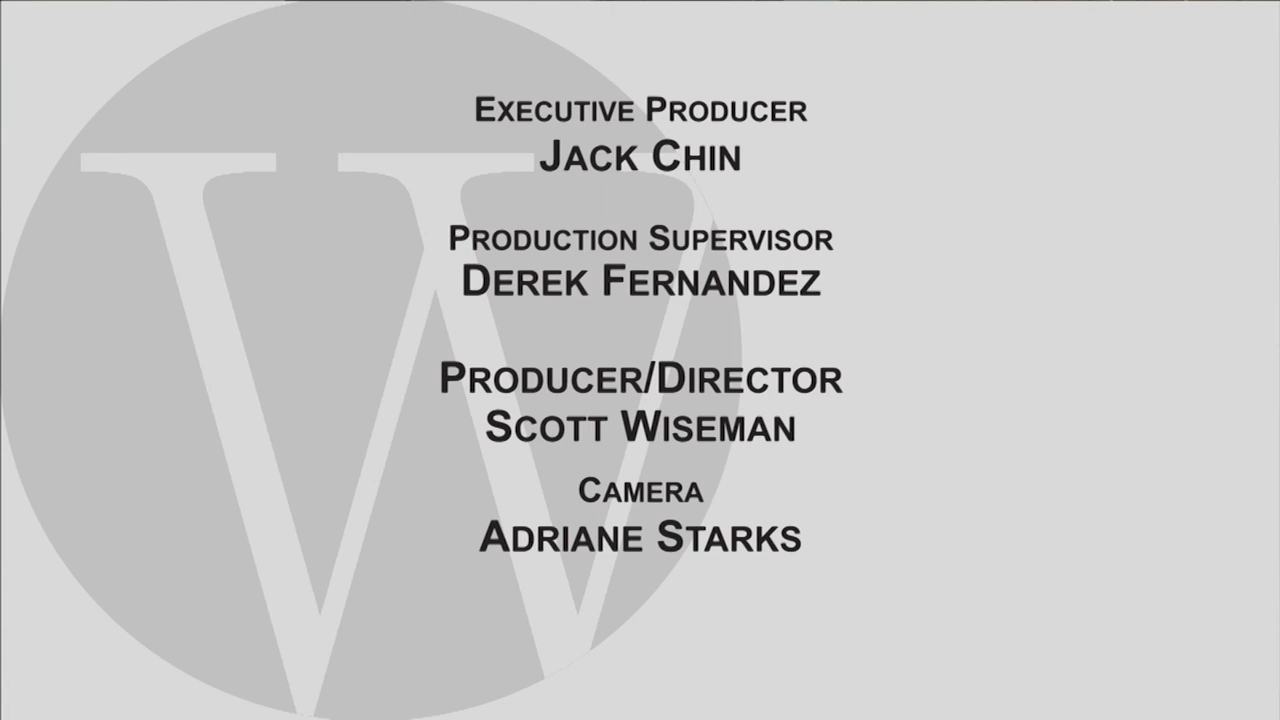 W
Executive Producer
Jack Chin
Production Supervisor
Derek Fernandez
Producer/Director
Scott Wiseman
Camera
Adriane Starks